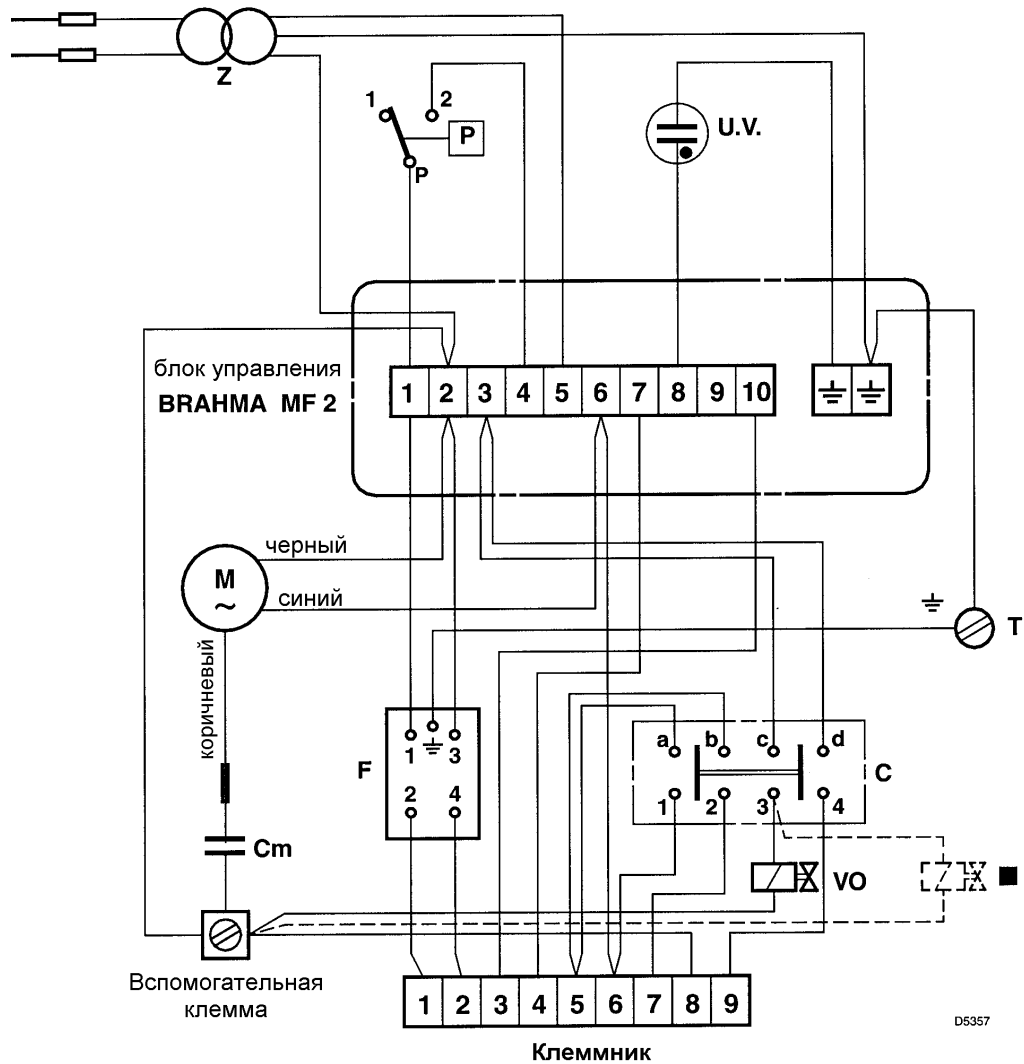 Z
1
2
P
P
U.V.
блок управления
BRAHMA MF 2
1 2 3 4 5 6 7 8 9 10
черный
M
~
синий
T
коричневый
F
1 3
2 4
a b c d
C
1 2 3 4
Cm
VO
Вспомогательная
клемма
1 2 3 4 5 6 7 8 9
D5357
Клеммник